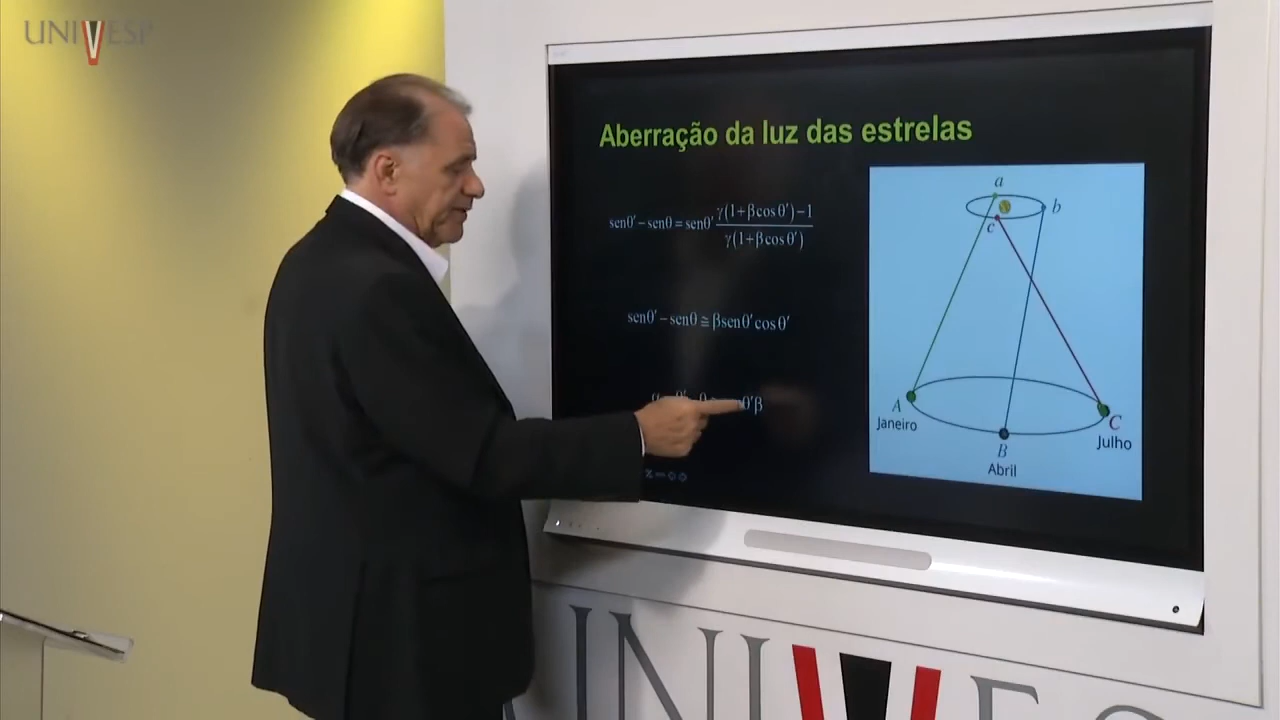 UNIVESP
Aberração da luz das estrelas
senθ′ − senθ = senθ′ γ(1+βcosθ′)−1
γ(1+βcosθ′)
senθ′ − senθ ≅ βsenθ′cosθ′
θ′β
a
b
c
A
Janeiro
B
Abril
C
Julho
UNIVESP